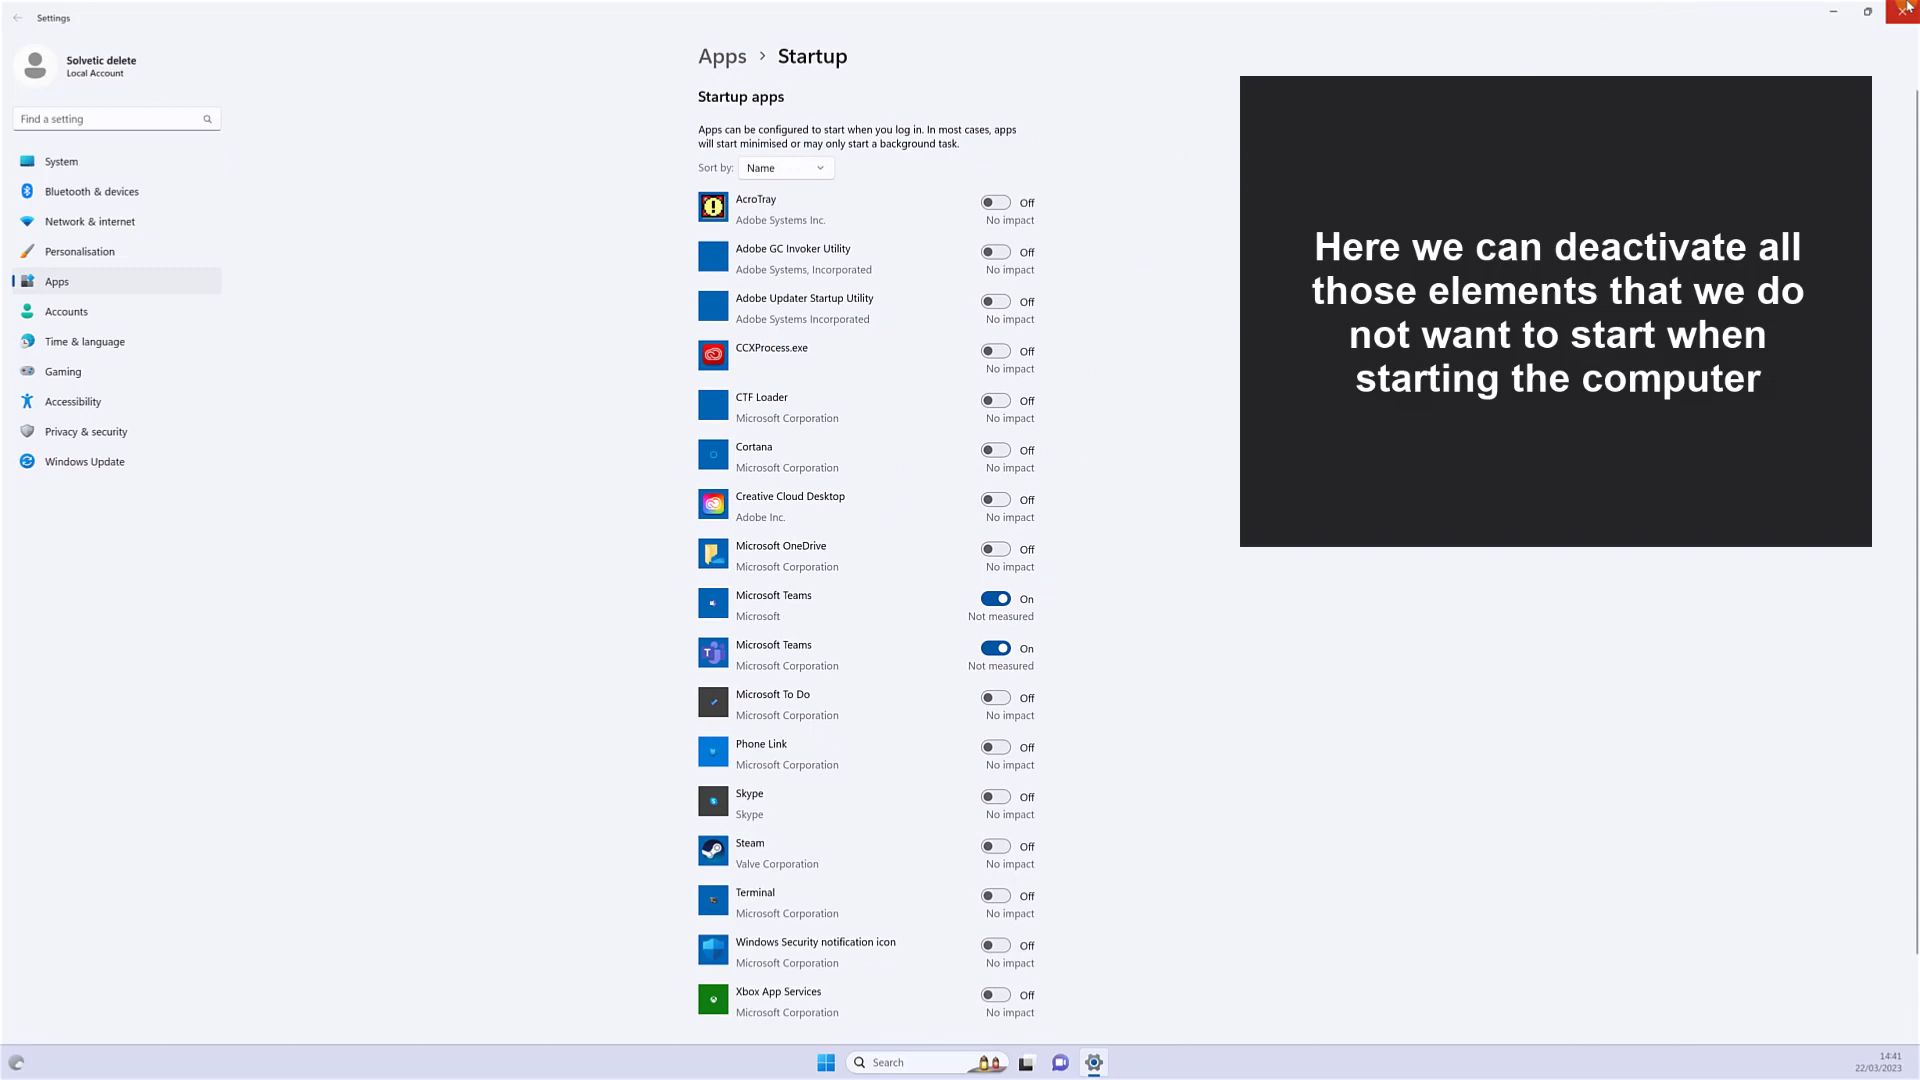 Settings
Solvetic delete
Local Account
Find a setting
System
Bluetooth & devices
Network & internet
Personalisation
Apps
Accounts
Time & language
Gaming
Accessibility
Privacy & security
Windows Update
Apps > Startup
Startup apps
Apps can be configured to start when you log in. In most cases, apps
will start minimised or may only start a background task.
Sort by: Name
AcroTray Off
Adobe Systems Inc. No impact
Adobe GC Invoker Utility Off
Adobe Systems, Incorporated No impact
Adobe Updater Startup Utility Off
Adobe Systems Incorporated No impact
CCXProcess.exe Off
No impact
CTF Loader Off
Microsoft Corporation No impact
Cortana Off
Microsoft Corporation No impact
Creative Cloud Desktop Off
Adobe Inc. No impact
Microsoft OneDrive Off
Microsoft Corporation No impact
Microsoft Teams On
Microsoft Not measured
Microsoft Teams On
Microsoft Corporation Not measured
Microsoft To Do Off
Microsoft Corporation No impact
Phone Link Off
Microsoft Corporation No impact
Skype Off
Skype No impact
Steam Off
Valve Corporation No impact
Terminal Off
Microsoft Corporation No impact
Windows Security notification icon Off
Microsoft Corporation No impact
Xbox App Services Off
Microsoft Corporation No impact
Here we can deactivate all
those elements that we do
not want to start when
starting the computer
Search
14:41
22/03/2023